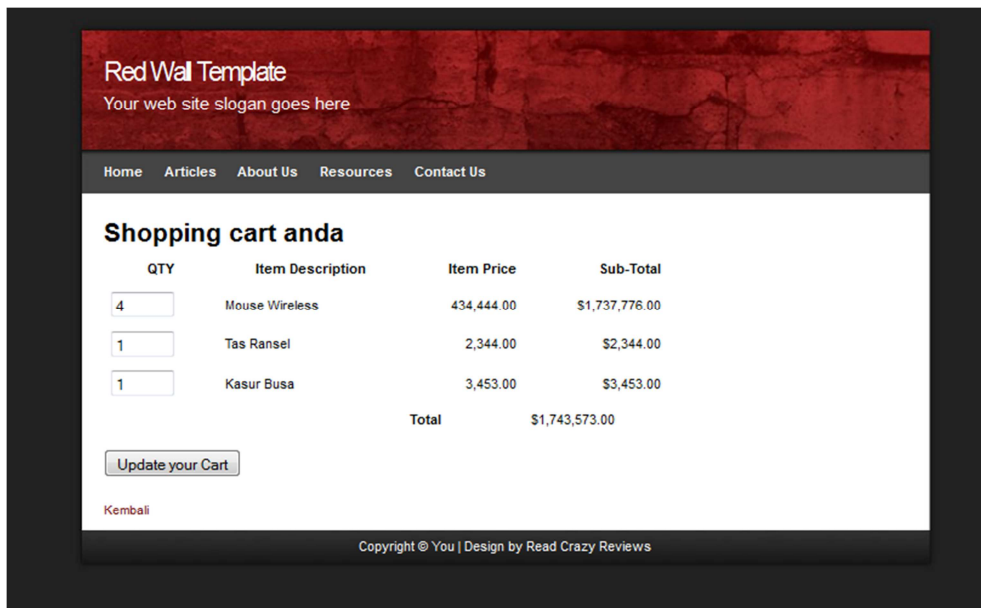 Red Wall Template
Your web site slogan goes here
Home Articles About Us Resources Contact Us
Shopping cart anda
QTY Item Description Item Price Sub-Total
4 Mouse Wireless 434,444.00 $1,737,776.00
1 Tas Ransel 2,344.00 $2,344.00
1 Kasur Busa 3,453.00 $3,453.00
Total $1,743,573.00
Update your Cart
Kembali
Copyright © You | Design by Read Crazy Reviews